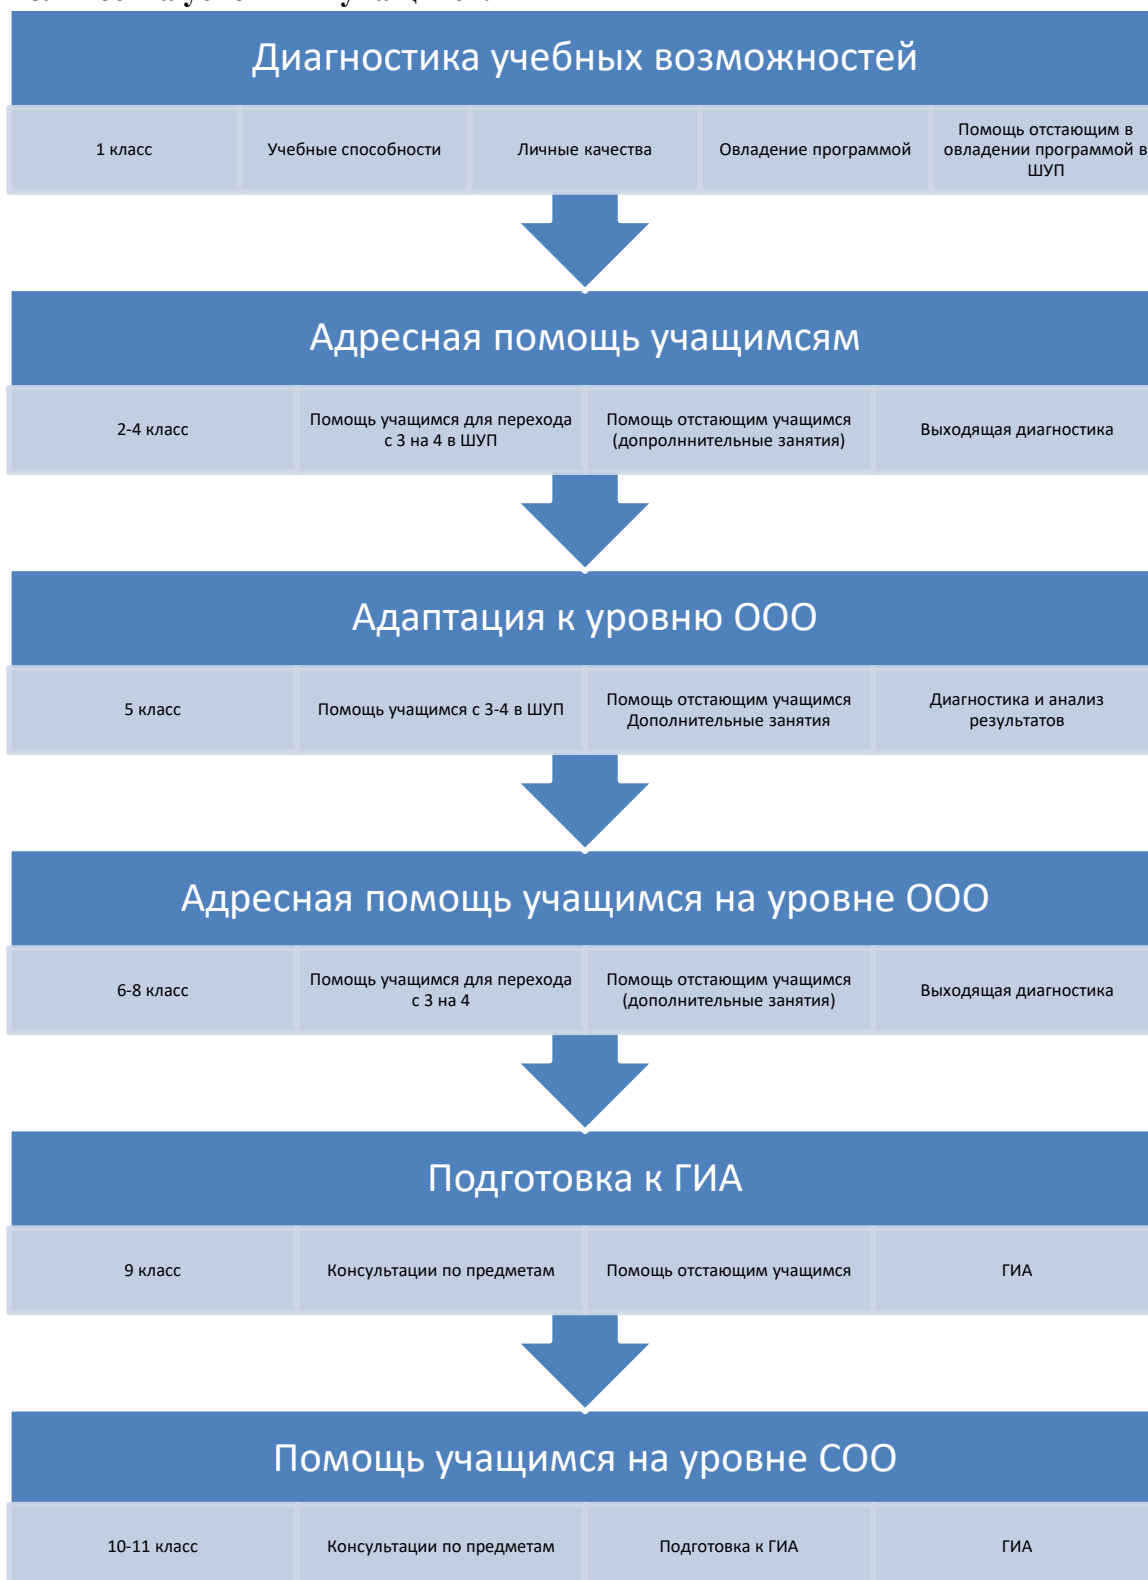 Диагностика учебных возможностей
1 класс
Учебные способности
Личные качества
Овладение программой
Помощь отстающим в
овладении программой в
ШУП
Адресная помощь учащимсям
2-4 класс
Помощь учащимся для перехода
с 3 на 4 в ШУП
Помощь отстающим учащимся
(допролннительные занятия)
Выходящая диагностика
Адаптация к уровню ООО
5 класс
Помощь учащимся с 3-4 в ШУП
Помощь отстающим учащимся
Дополнительные занятия
Диагностика и анализ
результатов
Адресная помощь учащимся на уровне ООО
6-8 класс
Помощь учащимся для перехода
с 3 на 4
Помощь отстающим учащимся
(дополнительные занятия)
Выходящая диагностика
Подготовка к ГИА
9 класс
Консультации по предметам
Помощь отстающим учащимся
ГИА
Помощь учащимся на уровне СОО
10-11 класс
Консультации по предметам
Подготовка к ГИА
ГИА